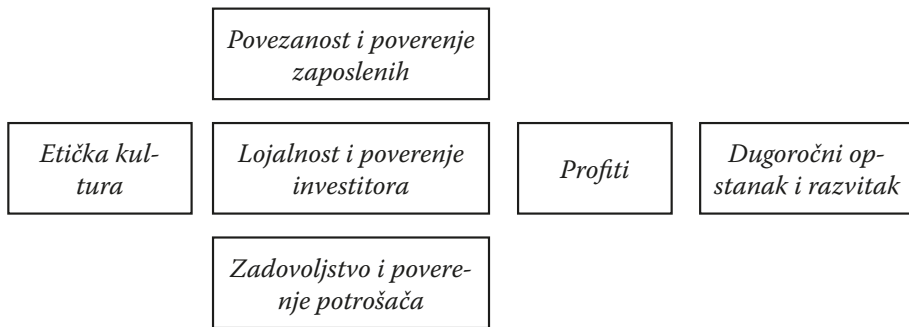 Povezanost i poverenje
zaposlenih
Etička kul-
tura
Lojalnost i poverenje
investitora
Profiti
Dugoročni op-
stanak i razvitak
Zadovoljstvo i povere-
nje potrošača